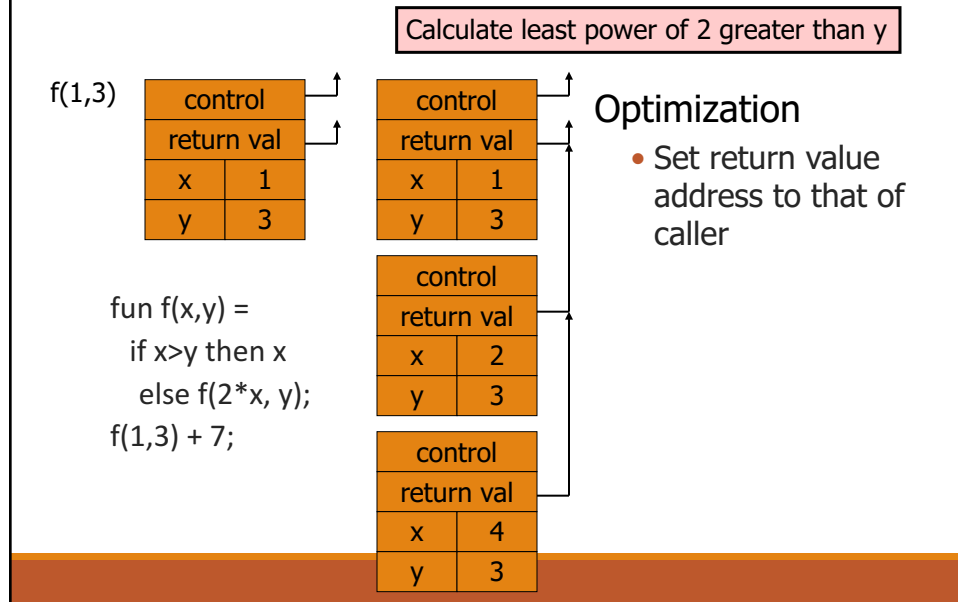 Calculate least power of 2 greater than y
f(1,3)
control
return val
x 1
y 3
fun f(x,y) =
if x>y then x
else f(2*x, y);
f(1,3) + 7;
control
return val
x 1
y 3
control
return val
x 2
y 3
control
return val
x 4
y 3
Optimization
• Set return value
address to that of
caller